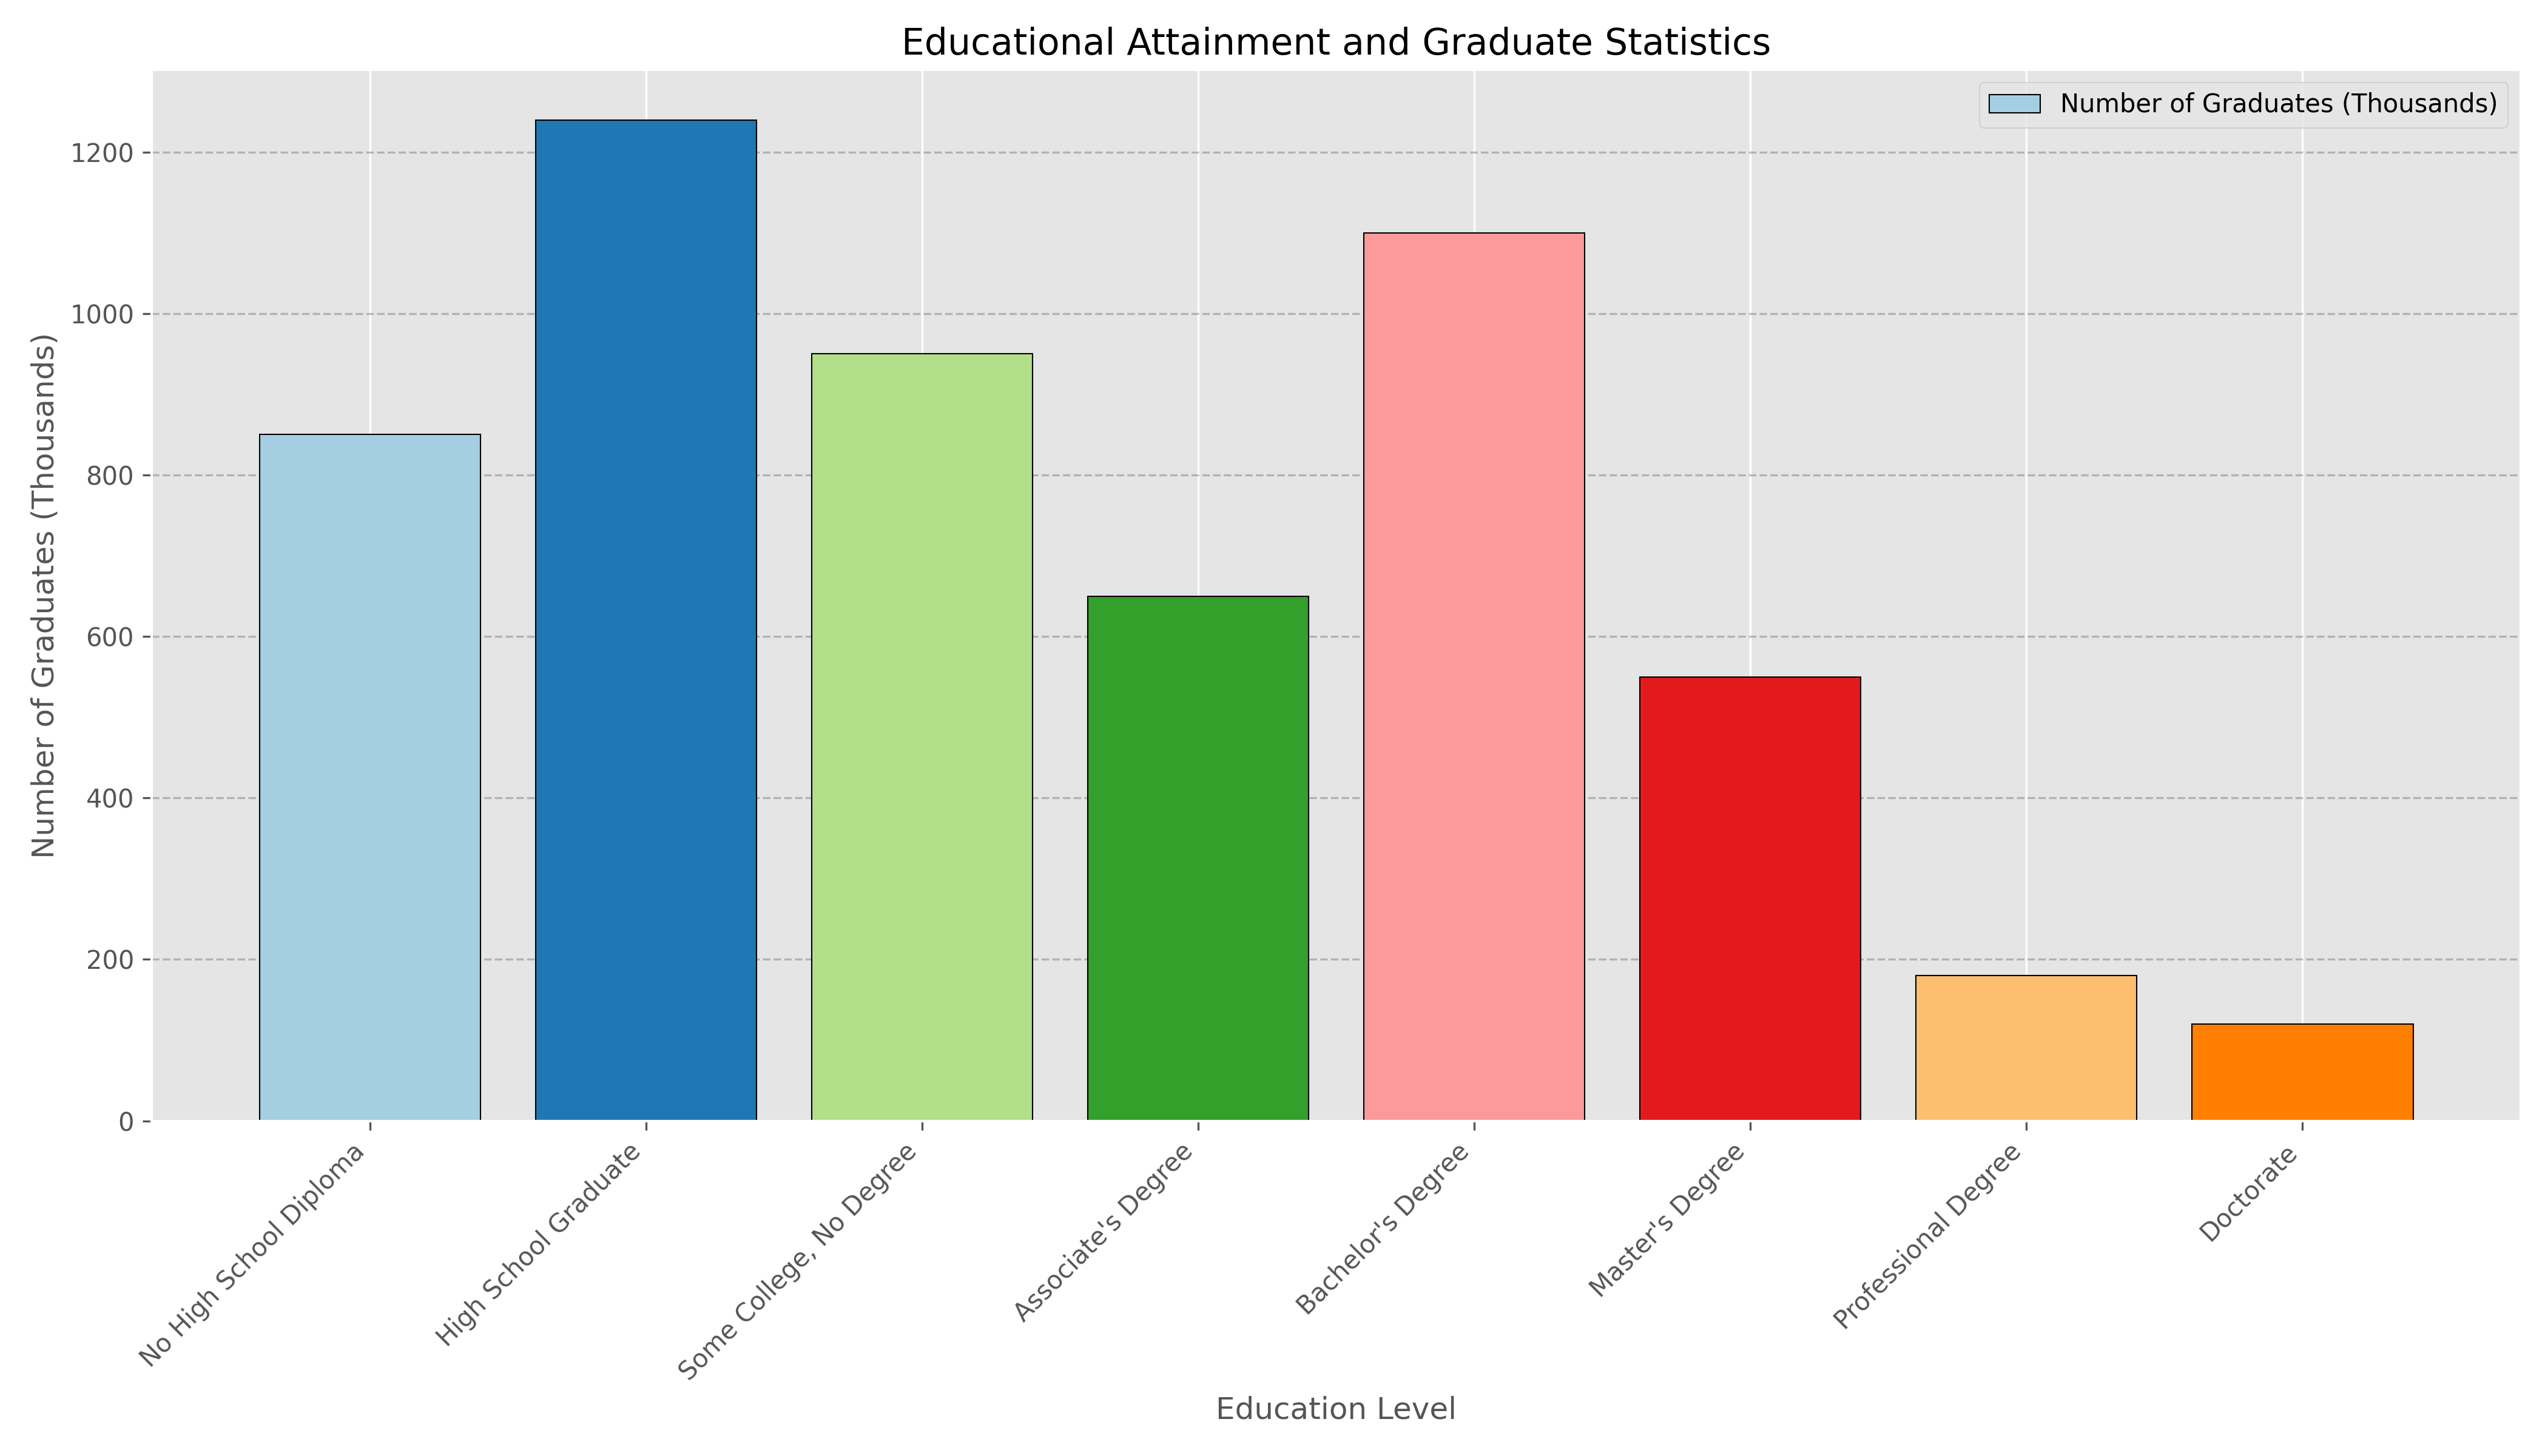 Educational Attainment and Graduate Statistics
Number of Graduates (Thousands)
Number of Graduates (Thousands)
1200
1000
800
600
400
200
0
No High School Diploma
High School Graduate
Some College, No Degree
Associate's Degree
Bachelor's Degree
Master's Degree
Professional Degree
Doctorate
Education Level